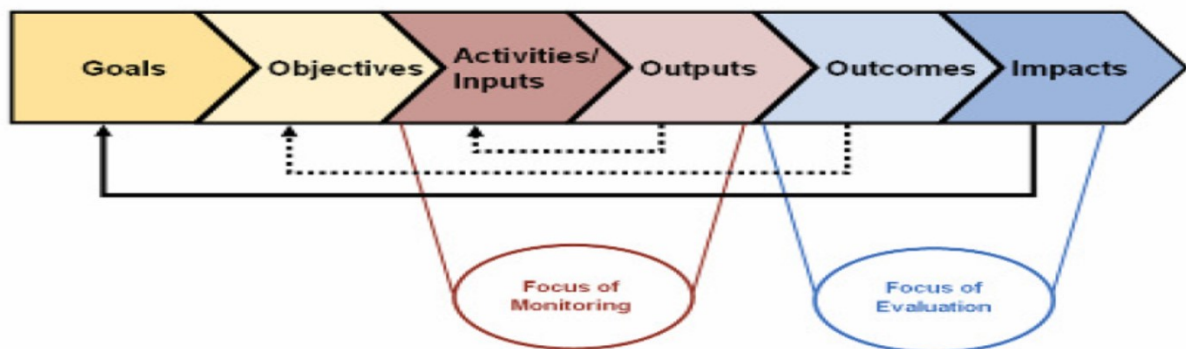 Goals
Objectives
Activities/
Inputs
Outputs
Outcomes
Impacts
Focus of
Monitoring
Focus of
Evaluation